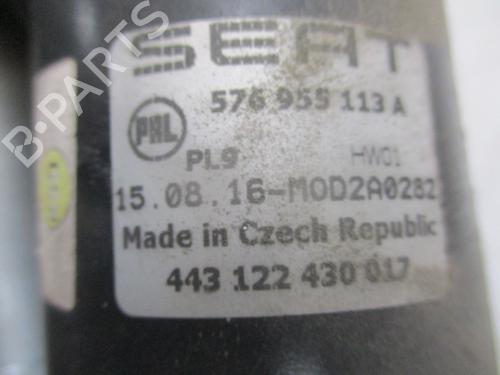 SEAT
576 955 113 A
PAL
PL9 HW01
15.08.16-MOD2A0282
Made in Czech Republic
443 122 430 017
B-PARTS